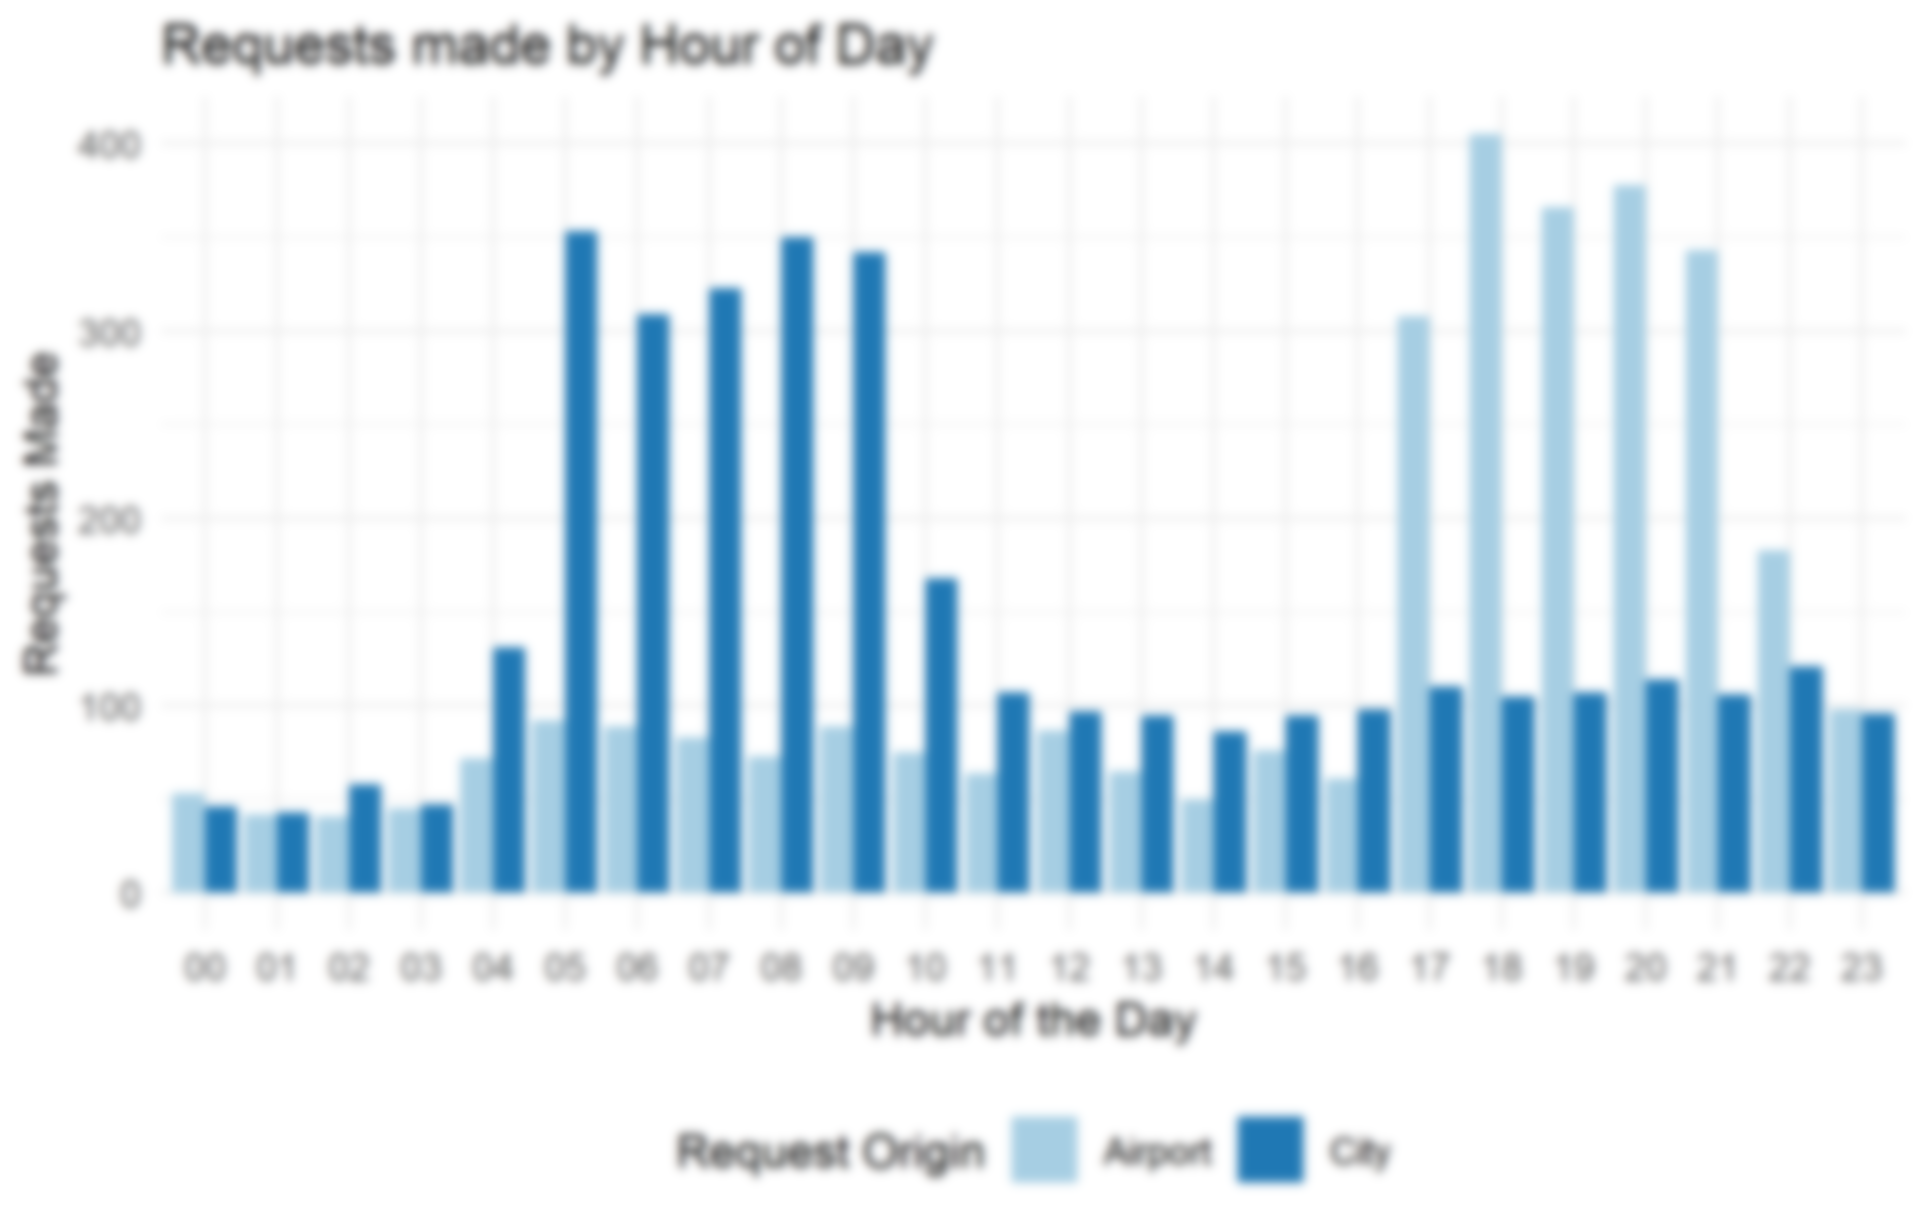 Requests made by Hour of Day
Requests Made
400
300
200
100
0
00 01 02 03 04 05 06 07 08 09 10 11 12 13 14 15 16 17 18 19 20 21 22 23
Hour of the Day
Request Origin Airport City